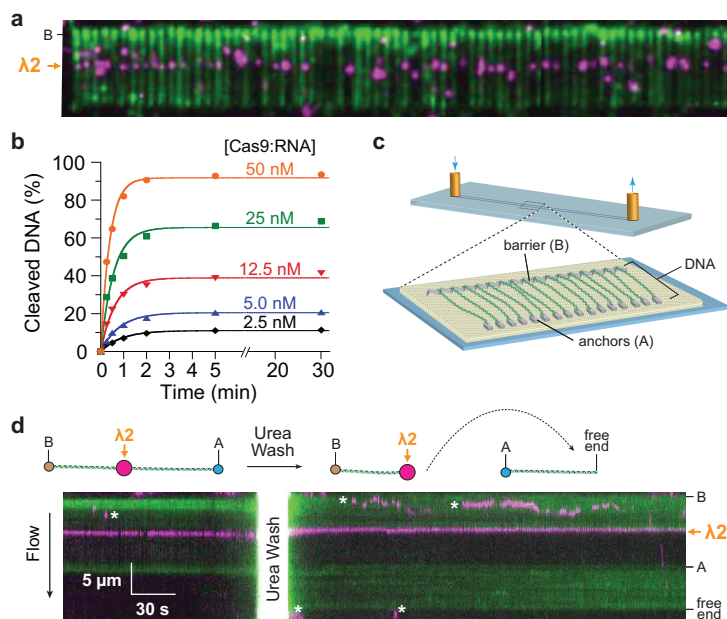 a
B
λ2
b
[Cas9:RNA]
100
80
60
40
20
0
50 nM
25 nM
12.5 nM
5.0 nM
2.5 nM
0 1 2 3 4 5 20 30
Cleaved DNA (%)
Time (min)
c
barrier (B)
DNA
anchors (A)
d
B λ2 A
Urea
Wash
B λ2
A
free
end
Flow
*
5 µm
30 s
Urea Wash
* *
* *
B
λ2
A
free
end